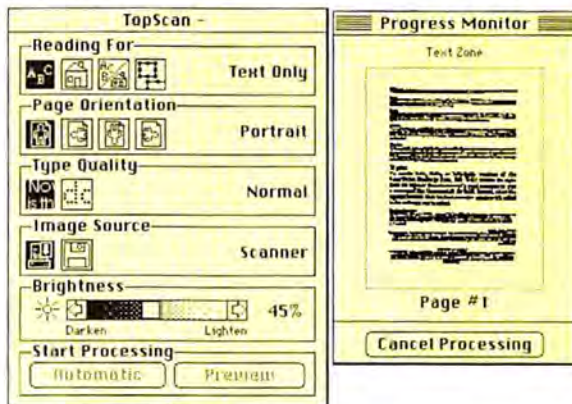 TopScan -
Reading For
Text Only
Page Orientation
Portrait
Type Quality
Normal
Image Source
Scanner
Brightness
45%
Darken Lighten
Start Processing
Automatic Preview
Progress Monitor
Text Zone
Page #1
Cancel Processing